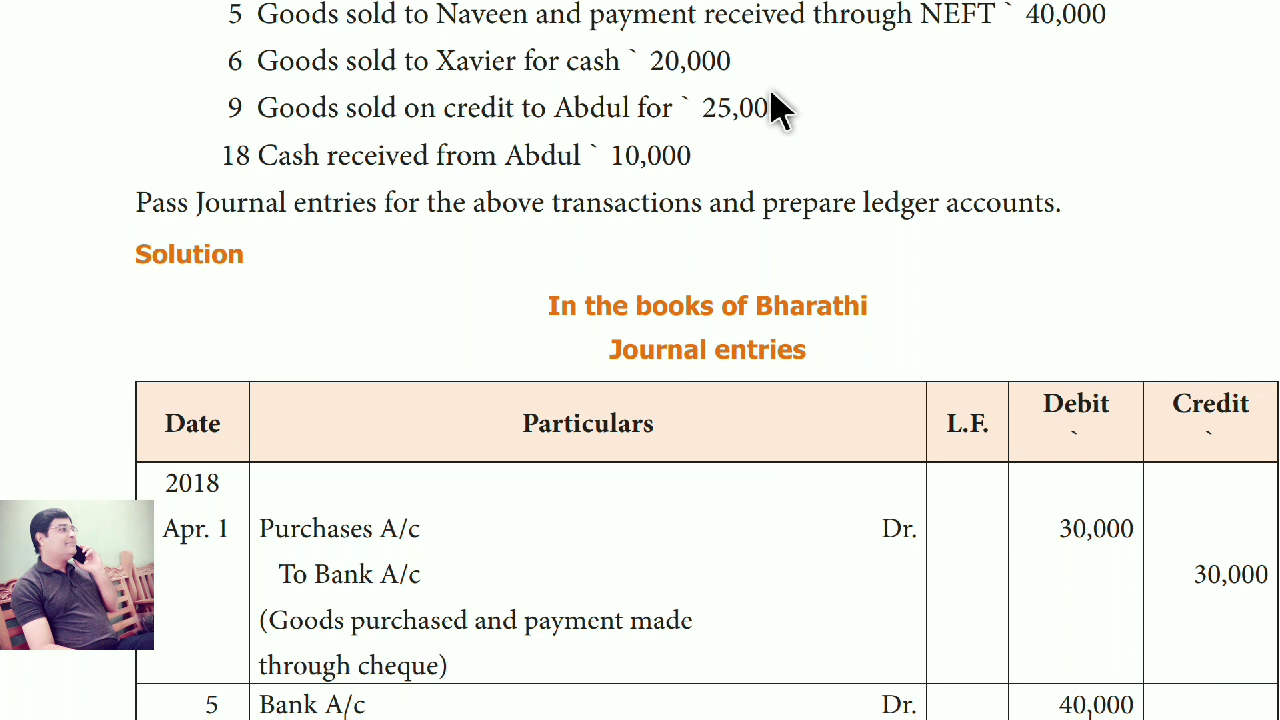 5 Goods sold to Naveen and payment received through NEFT ` 40,000
6 Goods sold to Xavier for cash ` 20,000
9 Goods sold on credit to Abdul for ` 25,00
18 Cash received from Abdul ` 10,000
Pass Journal entries for the above transactions and prepare ledger accounts.
Solution
In the books of Bharathi
Journal entries
Date Particulars L.F. Debit ` Credit `
2018
Apr. 1 Purchases A/c Dr. 30,000
To Bank A/c 30,000
(Goods purchased and payment made
through cheque)
5 Bank A/c Dr. 40,000